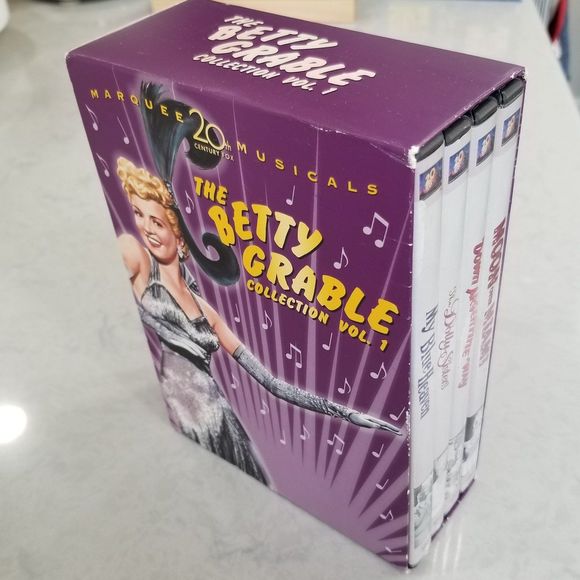 THE
BETTY
GRABLE
COLLECTION VOL. 1
MARQUEE 20th MUSICALS
CENTURY FOX
THE
BETTY
GRABLE
COLLECTION VOL. 1
My Blue Heaven
The Dolly Sisters
Down Argentine Way
MOON OVER MIAMI